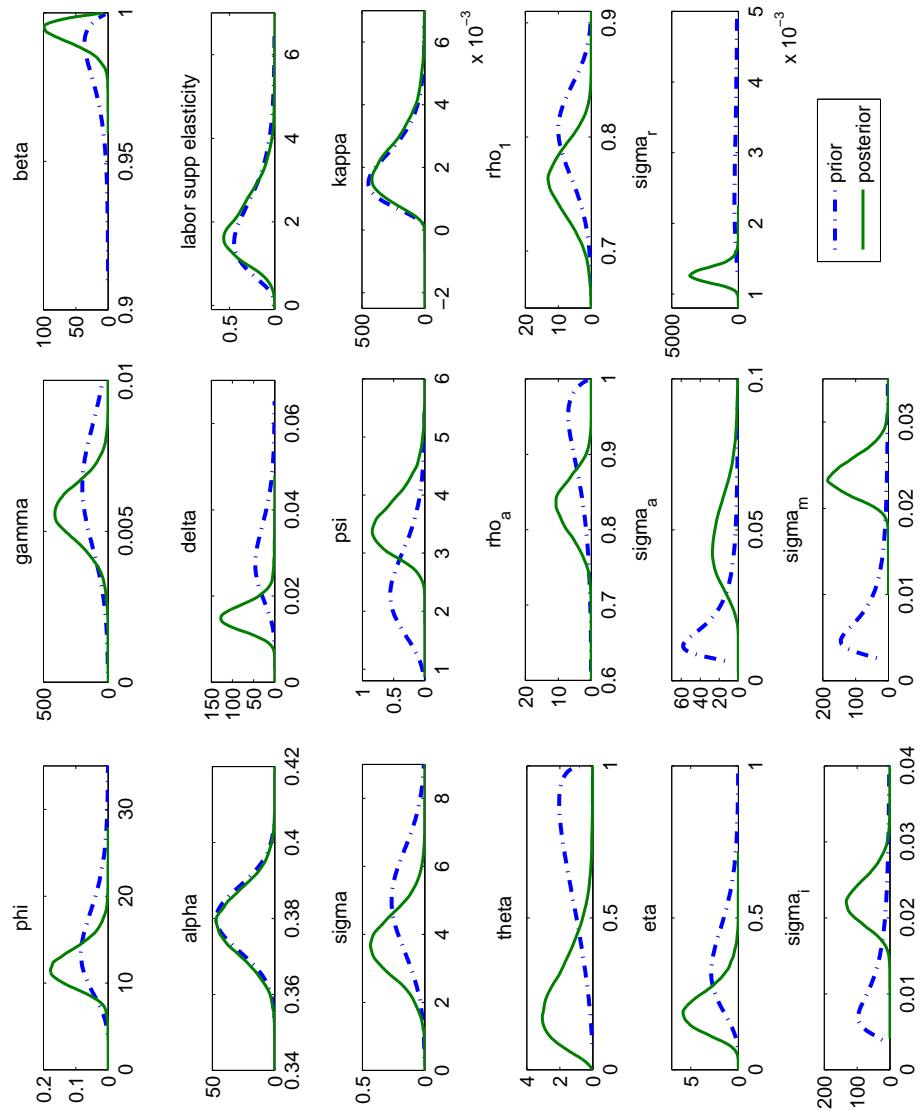 phi
0.2
0.1
0
0 10 20 30
gamma
500
0
0 0.005 0.01
beta
100
50
0
0.9 0.95 1
alpha
50
0
0.34 0.36 0.38 0.4 0.42
delta
150
100
50
0
0 0.02 0.04 0.06
labor supp elasticity
0.5
0
0 2 4 6
sigma
0.5
0
0 2 4 6 8
psi
1
0.5
0
1 2 3 4 5 6
kappa
500
0
−2 0 2 4 6
x 10⁻³
theta
4
2
0
0 0.5 1
rho_a
20
10
0
0.6 0.7 0.8 0.9 1
rho_1
20
10
0
0.7 0.8 0.9
eta
5
0
0 0.5 1
sigma_a
60
40
20
0
0 0.05 0.1
sigma_r
5000
0
1 2 3 4 5
x 10⁻³
sigma_i
200
100
0
0 0.01 0.02 0.03 0.04
sigma_m
200
100
0
0 0.01 0.02 0.03
prior
posterior